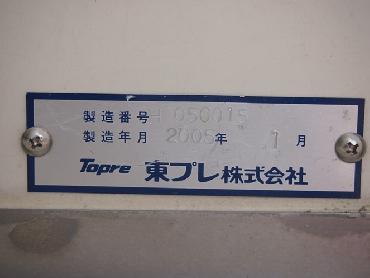 製造番号 H 050015
製造年月 2005年 1月
Topre 東プレ株式会社